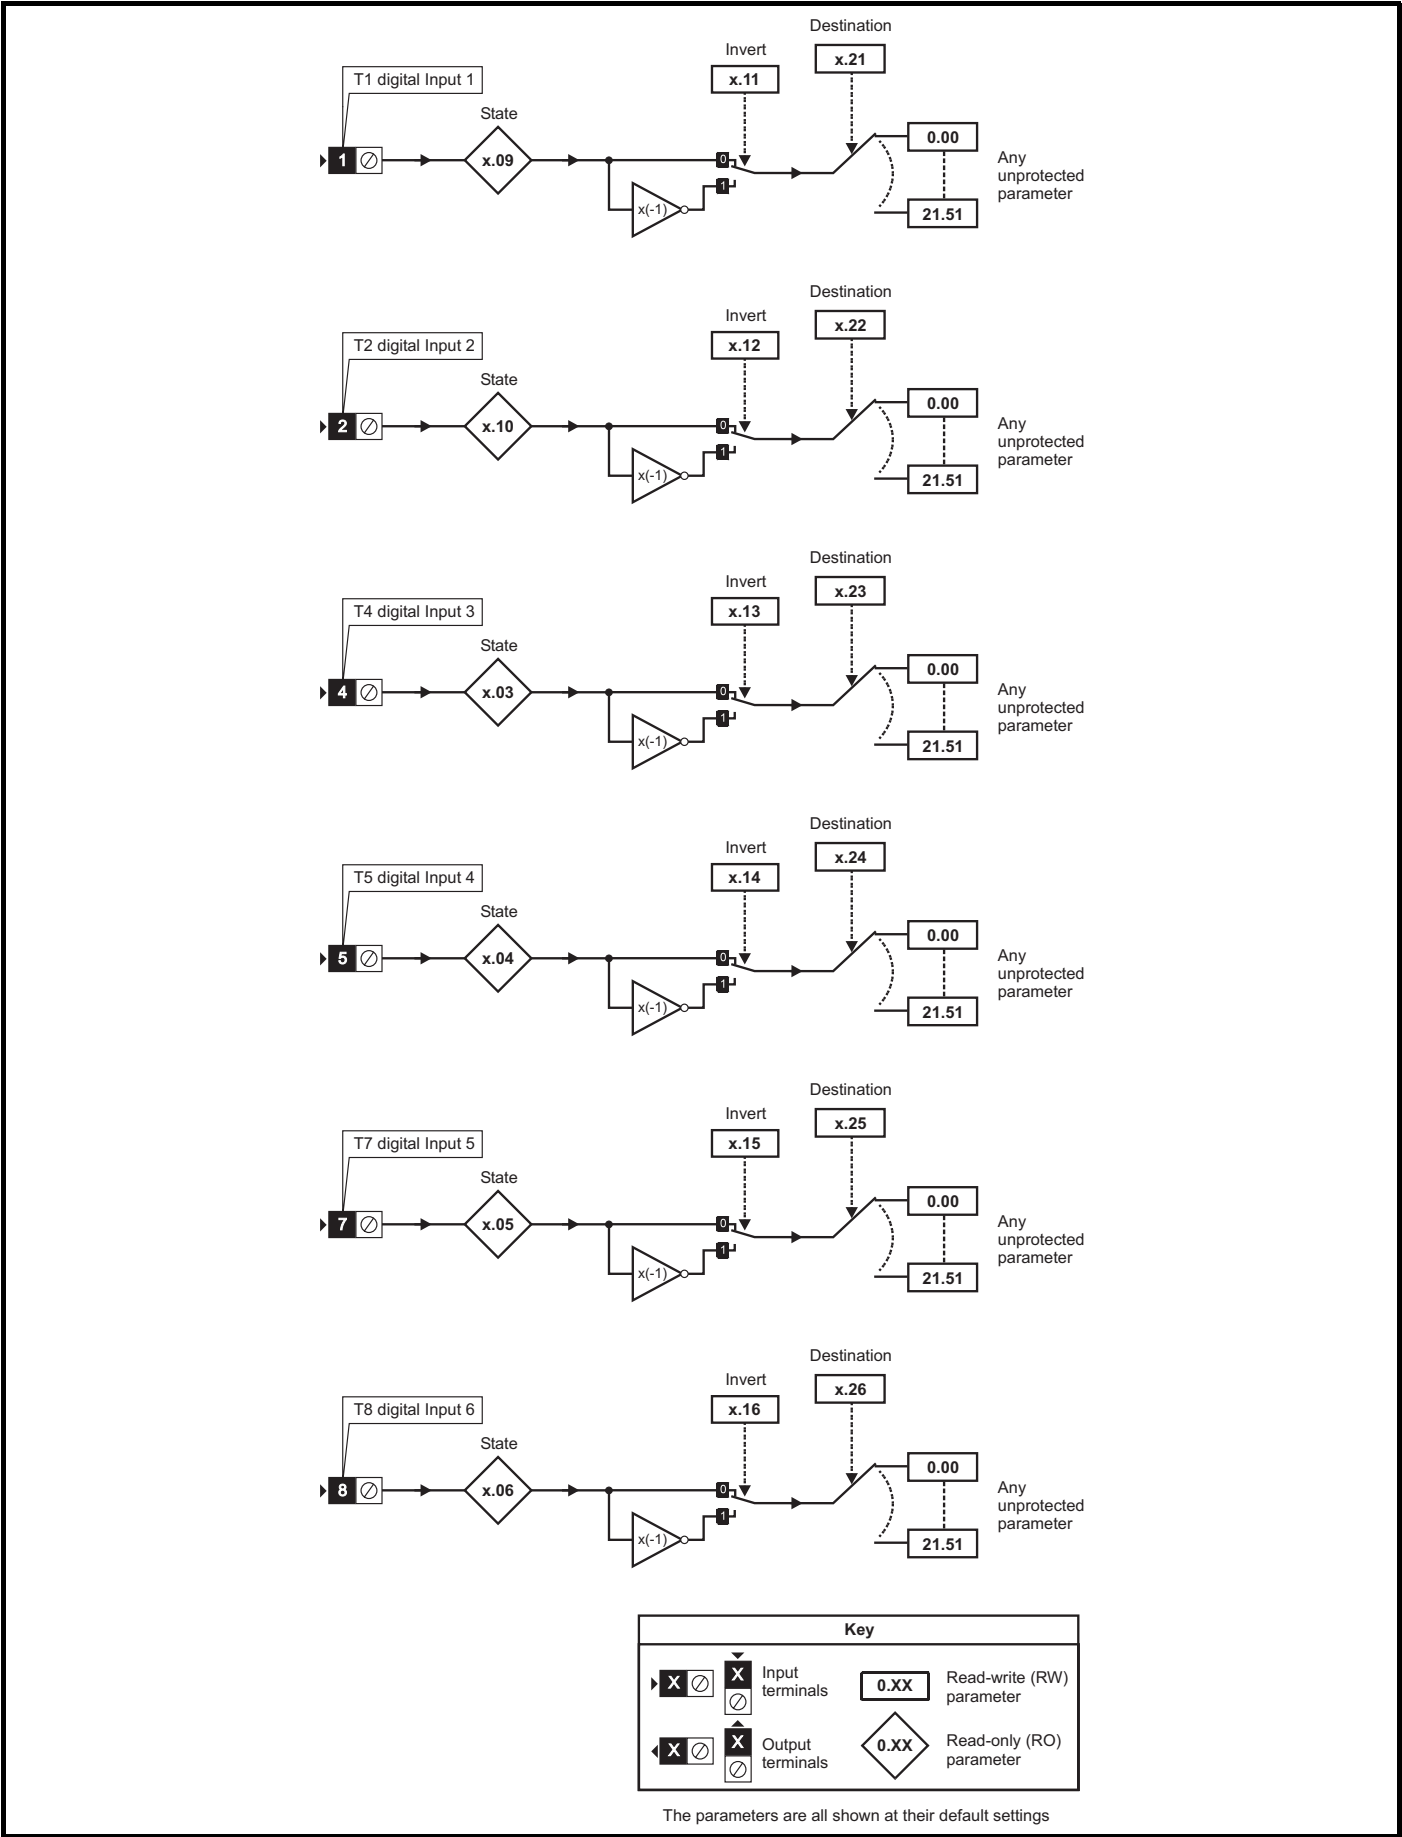 Destination
Invert
x.21
x.11
T1 digital Input 1
State
0.00
1
x.09
0
Any
unprotected
parameter
1
x(-1)
21.51
Destination
Invert
x.22
x.12
T2 digital Input 2
State
0.00
2
x.10
0
Any
unprotected
parameter
1
x(-1)
21.51
Destination
Invert
x.23
x.13
T4 digital Input 3
State
0.00
4
x.03
0
Any
unprotected
parameter
1
x(-1)
21.51
Destination
Invert
x.24
x.14
T5 digital Input 4
State
0.00
5
x.04
0
Any
unprotected
parameter
1
x(-1)
21.51
Destination
Invert
x.25
x.15
T7 digital Input 5
State
0.00
7
x.05
0
Any
unprotected
parameter
1
x(-1)
21.51
Destination
Invert
x.26
x.16
T8 digital Input 6
State
0.00
8
x.06
0
Any
unprotected
parameter
1
x(-1)
21.51
Key
X
X
Input
terminals
0.XX
Read-write (RW)
parameter
X
X
Output
terminals
0.XX
Read-only (RO)
parameter
The parameters are all shown at their default settings